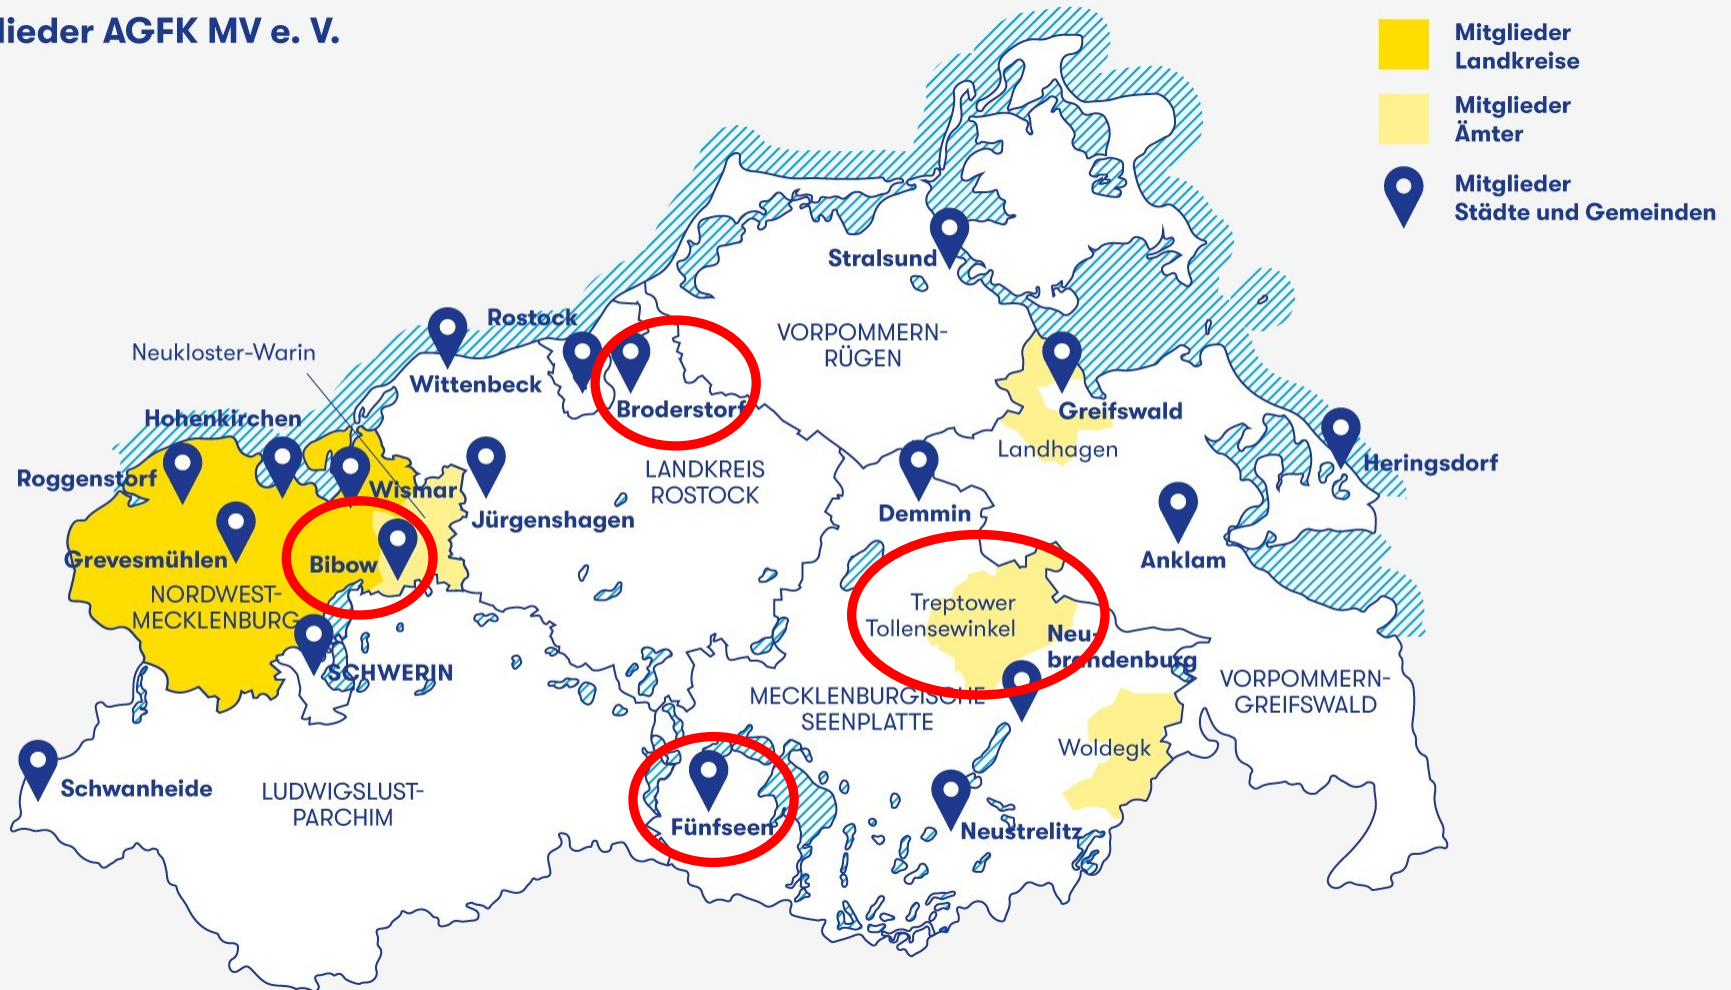 lieder AGFK MV e. V.
Mitglieder
Landkreise
Mitglieder
Ämter
Mitglieder
Städte und Gemeinden
Stralsund
Rostock
VORPOMMERN-
RÜGEN
Neukloster-Warin
Wittenbeck
Broderstorf
Greifswald
Hohenkirchen
Landhagen
Heringsdorf
Roggenstorf
LANDKREIS
ROSTOCK
Wismar
Jürgenshagen
Demmin
Grevesmühlen
Bibow
Anklam
NORDWEST-
MECKLENBURG
Treptower
Tollensewinkel
Neu-
brandenburg
SCHWERIN
VORPOMMERN-
GREIFSWALD
MECKLENBURGISCHE
SEENPLATTE
Woldegk
Schwanheide
LUDWIGSLUST-
PARCHIM
Fünfseen
Neustrelitz